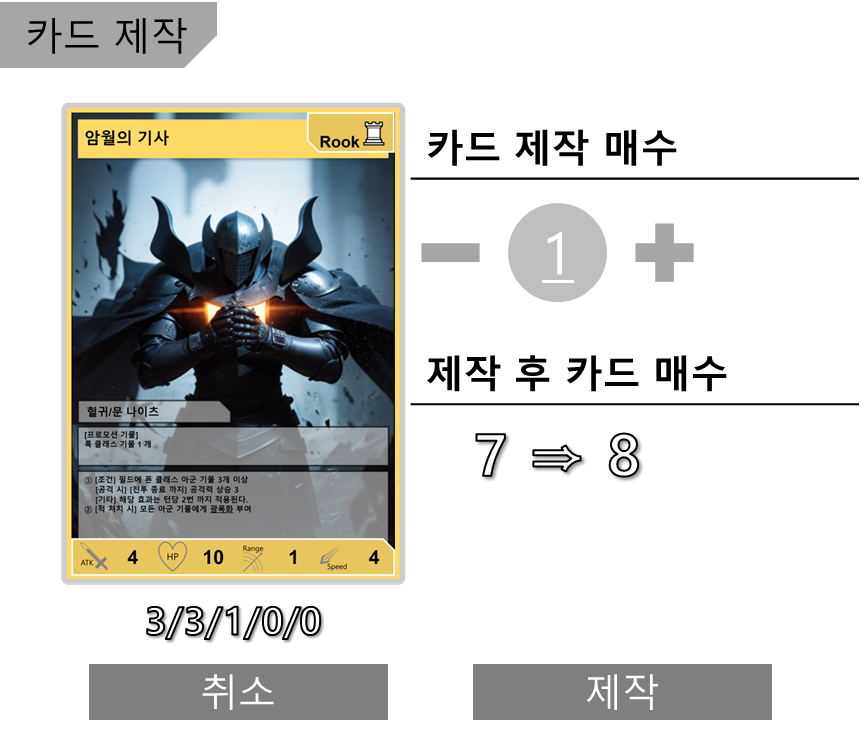 카드 제작
암월의 기사
Rook
카드 제작 매수
1
제작 후 카드 매수
7 ⇒ 8
혈귀/문 나이츠
[프로모션 기물]
룩 클래스 기물 1개
① [조건] 필드에 폰 클래스 아군 기물 3개 이상
[공격 시] [전투 종료 까지] 공격력 상승 3
[기타] 해당 효과는 턴당 2번 까지 적용된다.
② [적 처치 시] 모든 아군 기물에게 광폭화 부여
ATK 4 HP 10 Range 1 Speed 4
3/3/1/0/0
취소
제작